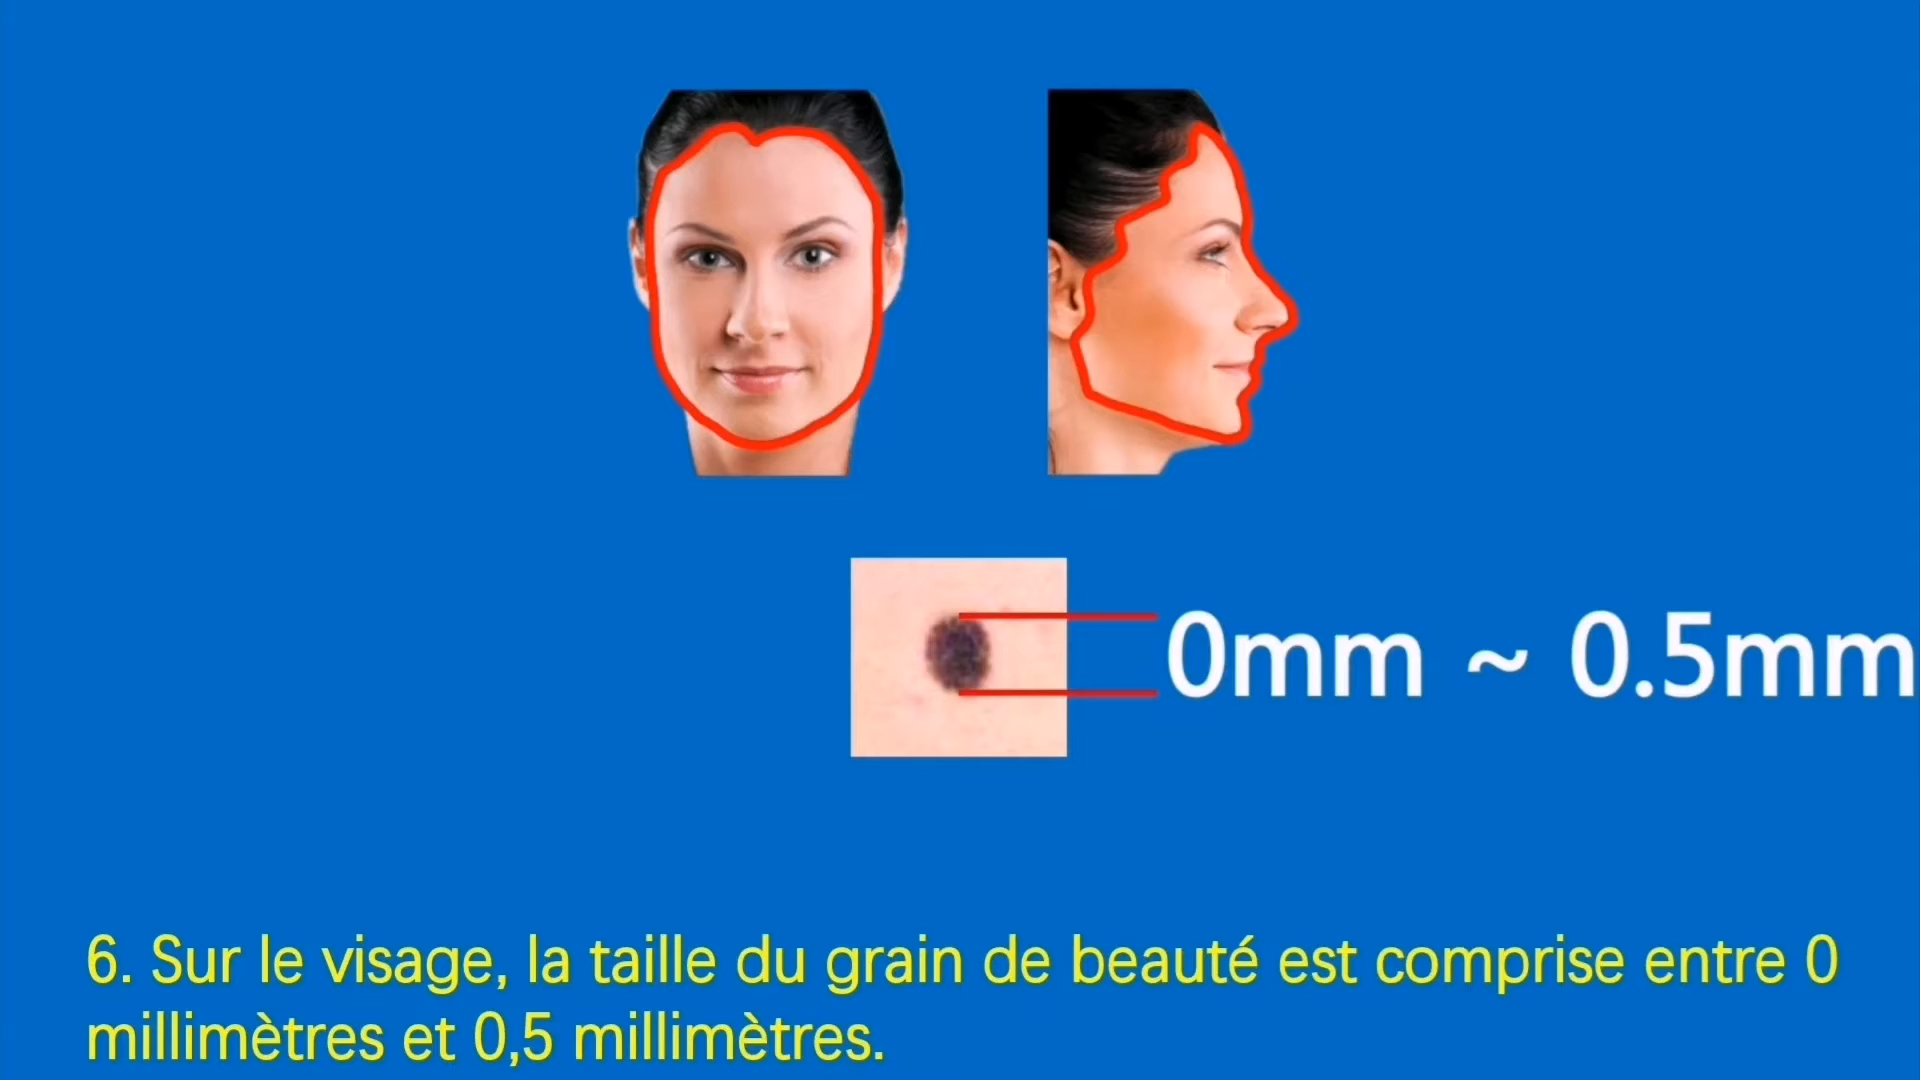 0mm ~ 0.5mm
6. Sur le visage, la taille du grain de beauté est comprise entre 0
millimètres et 0,5 millimètres.